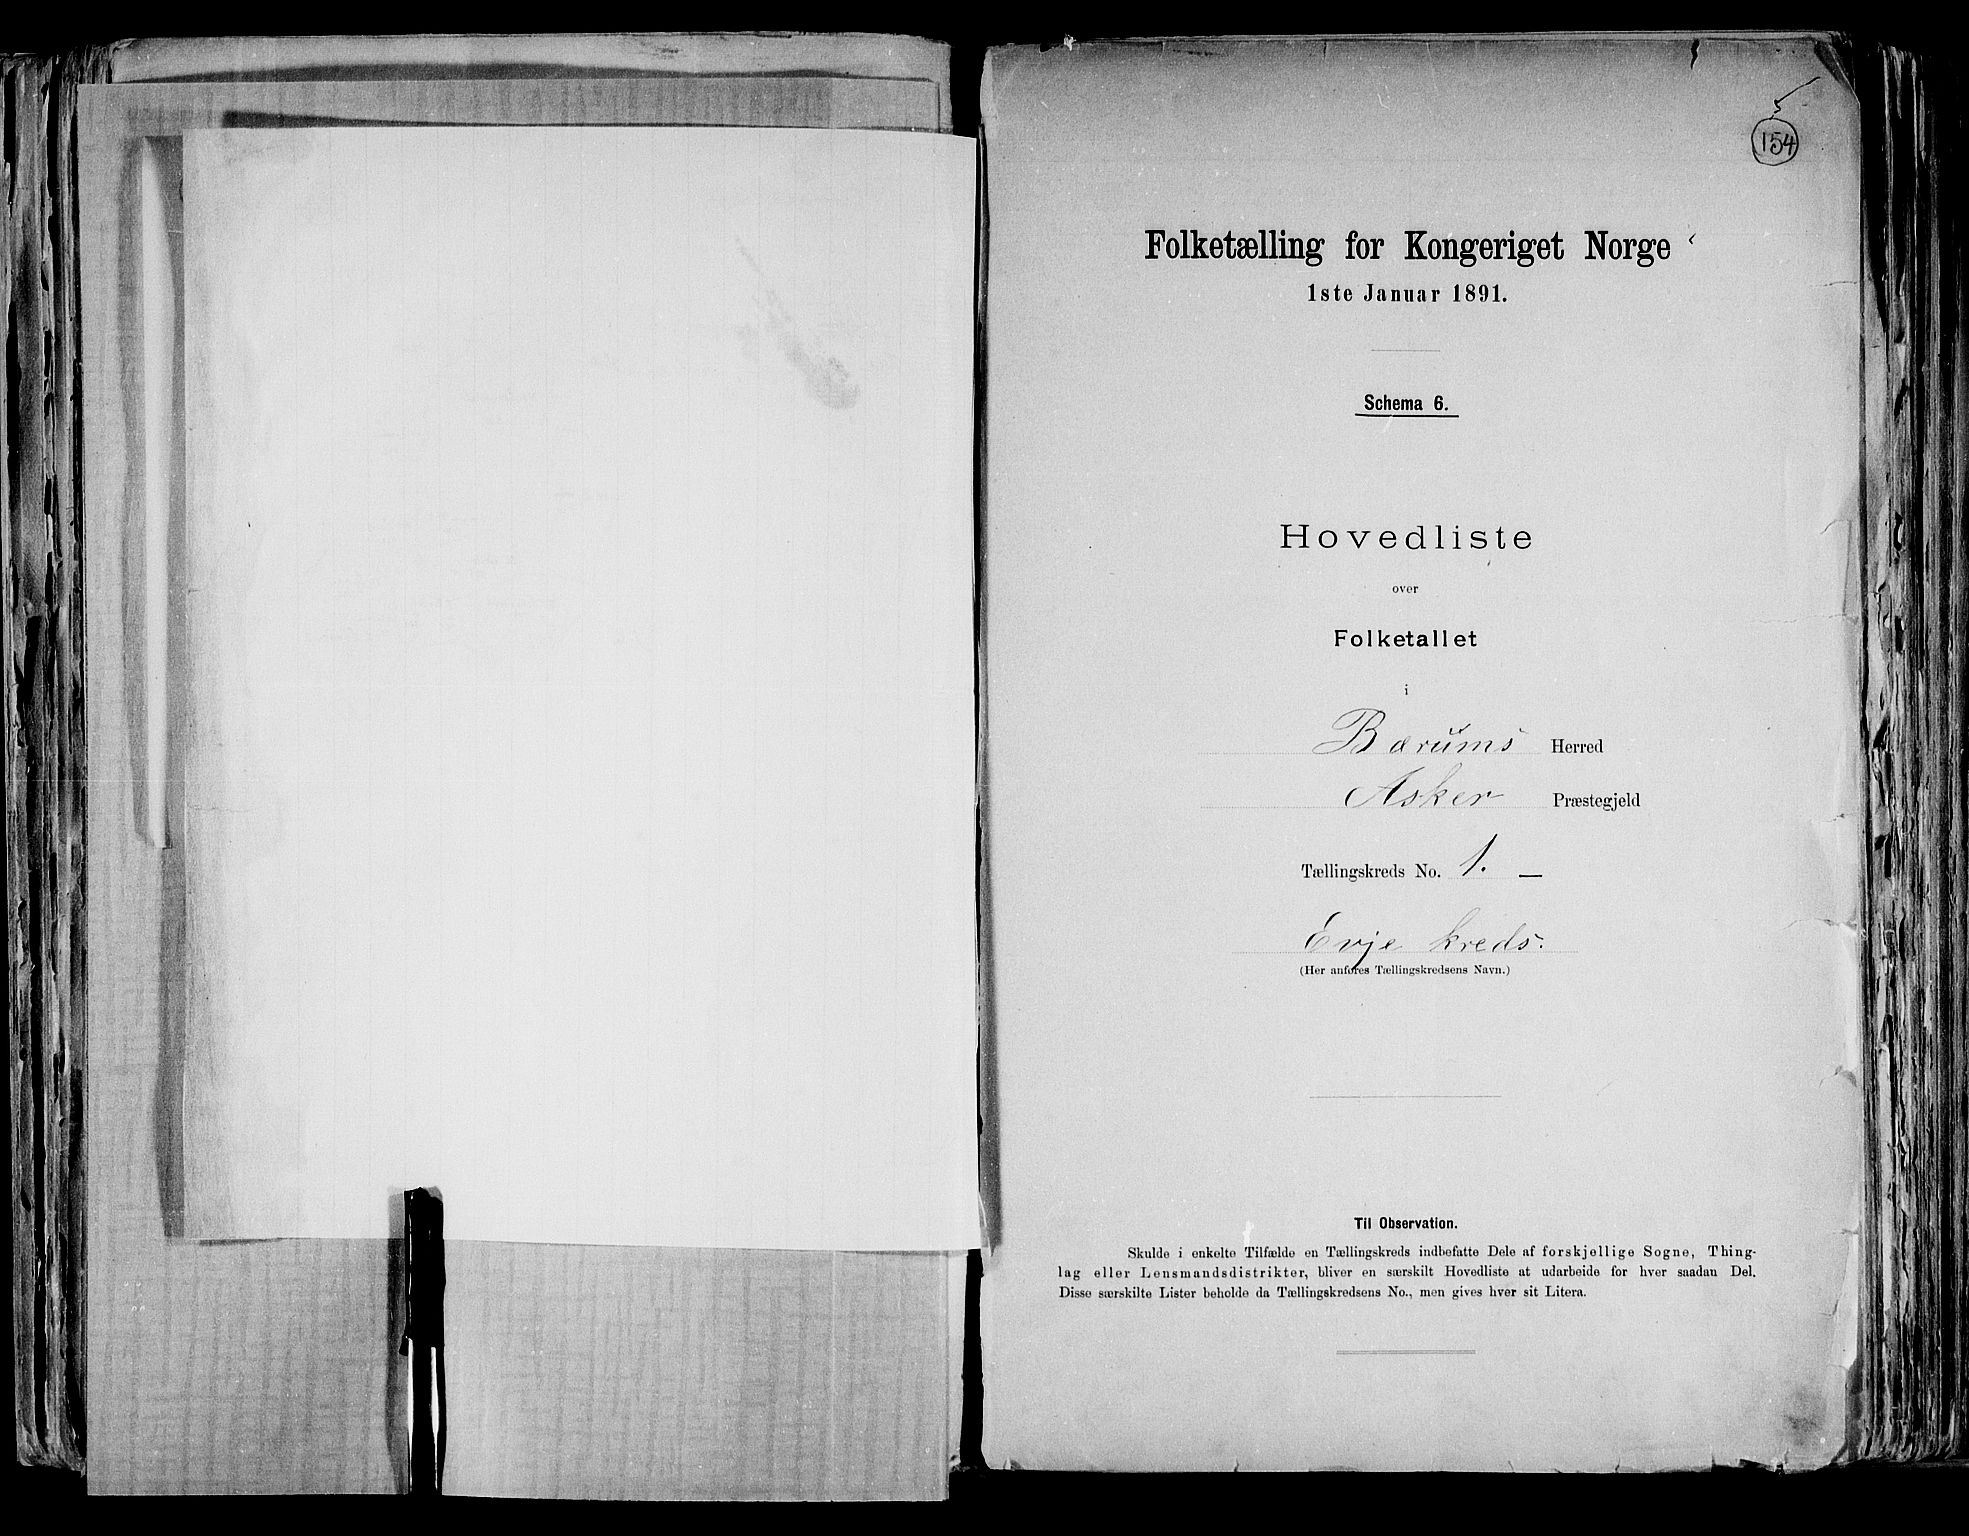 5
154
Folketælling for Kongeriget Norge
1ste Januar 1891.
Schema 6.
Hovedliste
over
Folketallet
i
Bærums Herred
Asker Præstegjeld
Tællingskreds No. 1. —
Evje kreds.
(Her anføres Tællingskredsens Navn.)
Til Observation.
Skulde i enkelte Tilfælde en Tællingskreds indbefatte Dele af forskjellige Sogne, Thing-
lag eller Lensmandsdistrikter, bliver en særskilt Hovedliste at udarbeide for hver saadan Del.
Disse særskilte Lister beholde da Tællingskredsens No., men gives hver sit Litera.